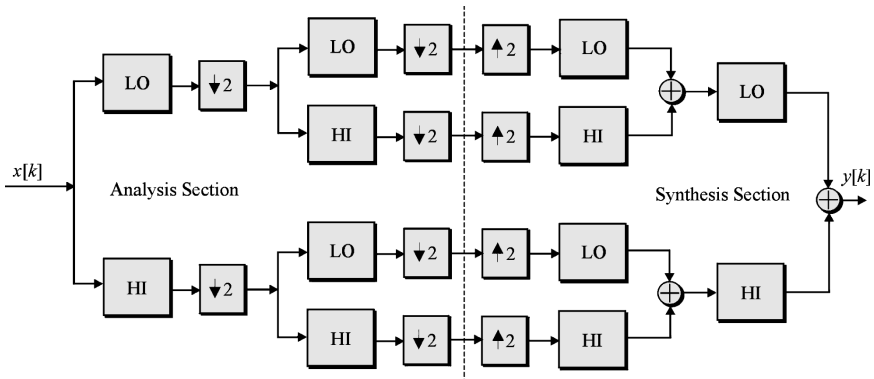 LO ↓2 LO ↓2 ↑2 LO LO
HI ↓2 ↑2 HI
x[k] Analysis Section Synthesis Section y[k]
LO ↓2 ↑2 LO
HI ↓2 HI
HI ↓2 ↑2 HI